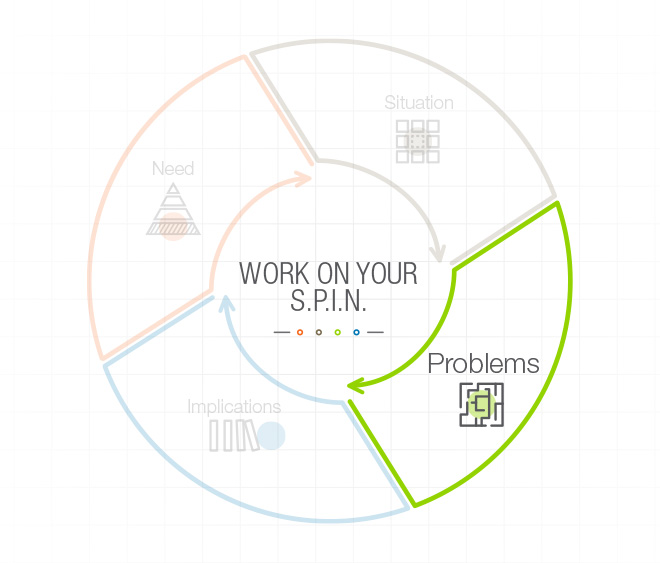 Situation
Need
WORK ON YOUR
S.P.I.N.
Problems
Implications